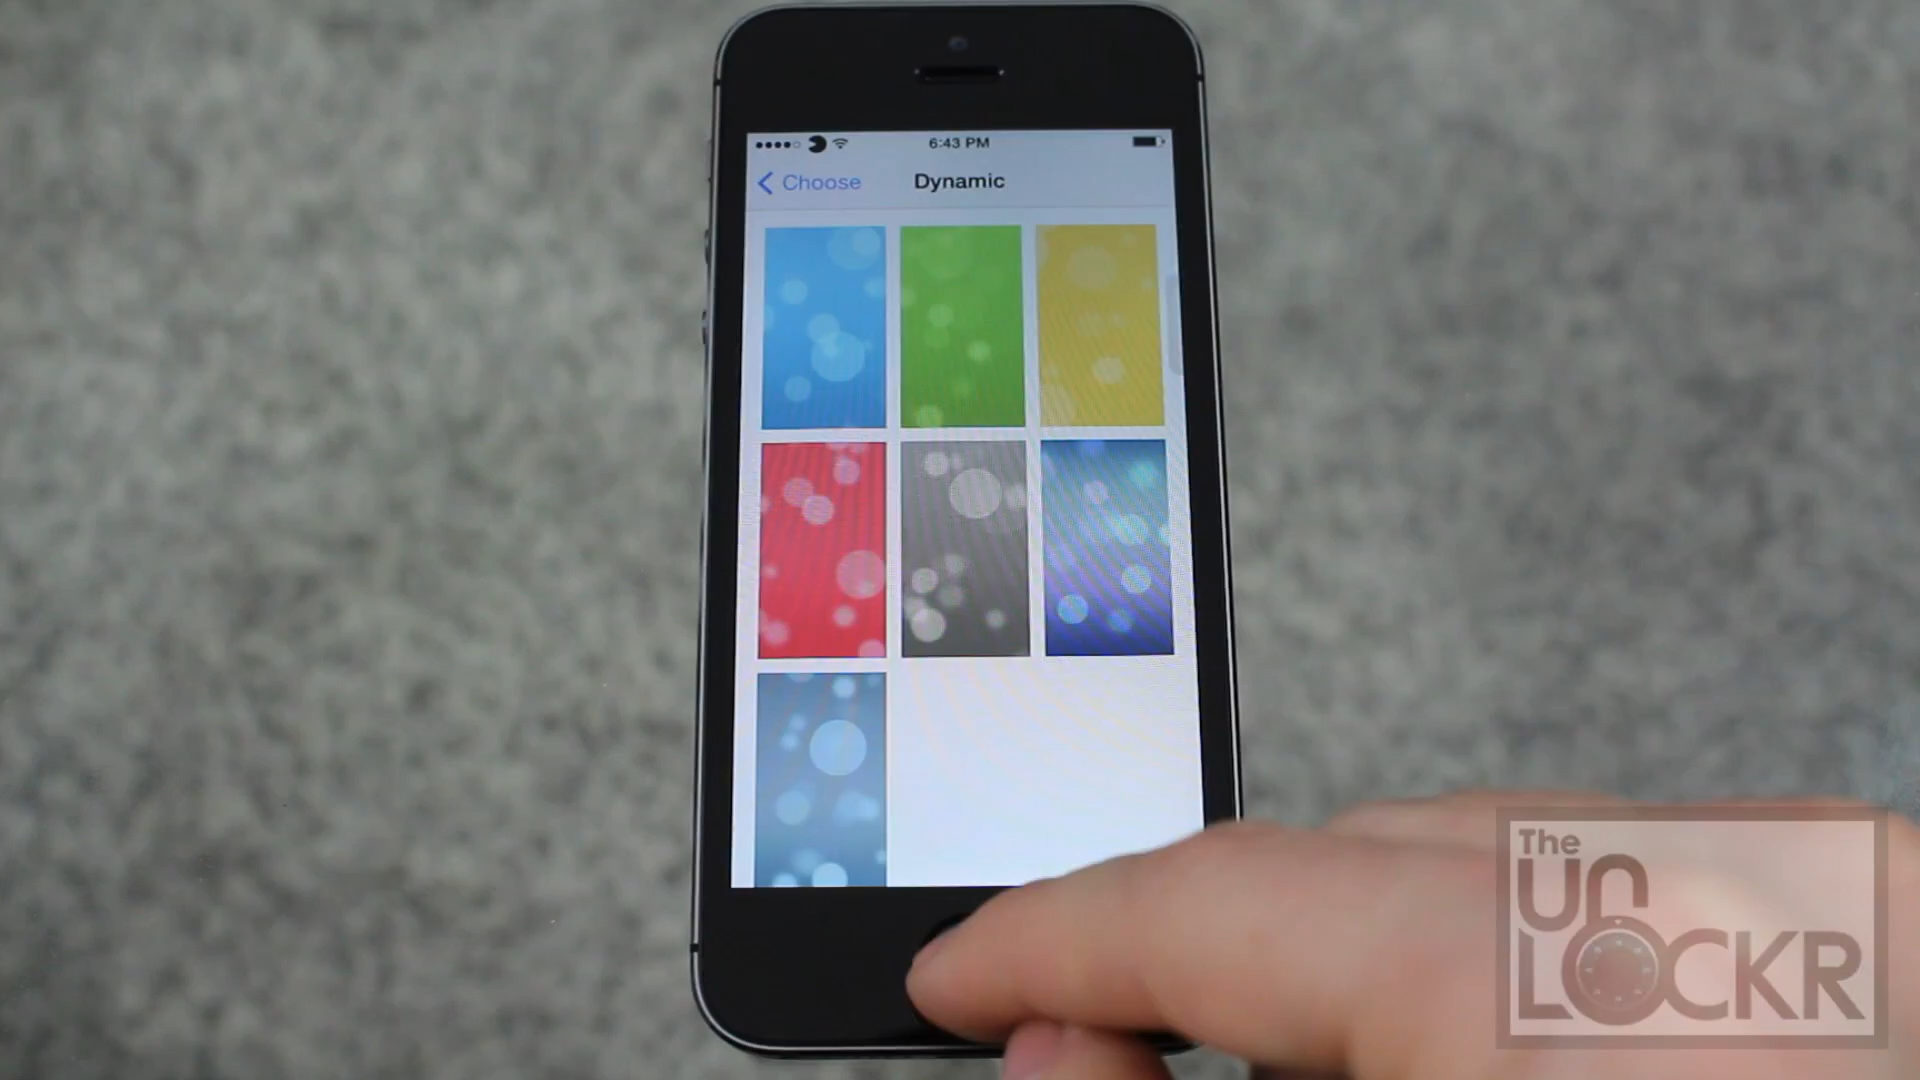 6:43 PM
Choose
Dynamic
The
UN
LOCKR